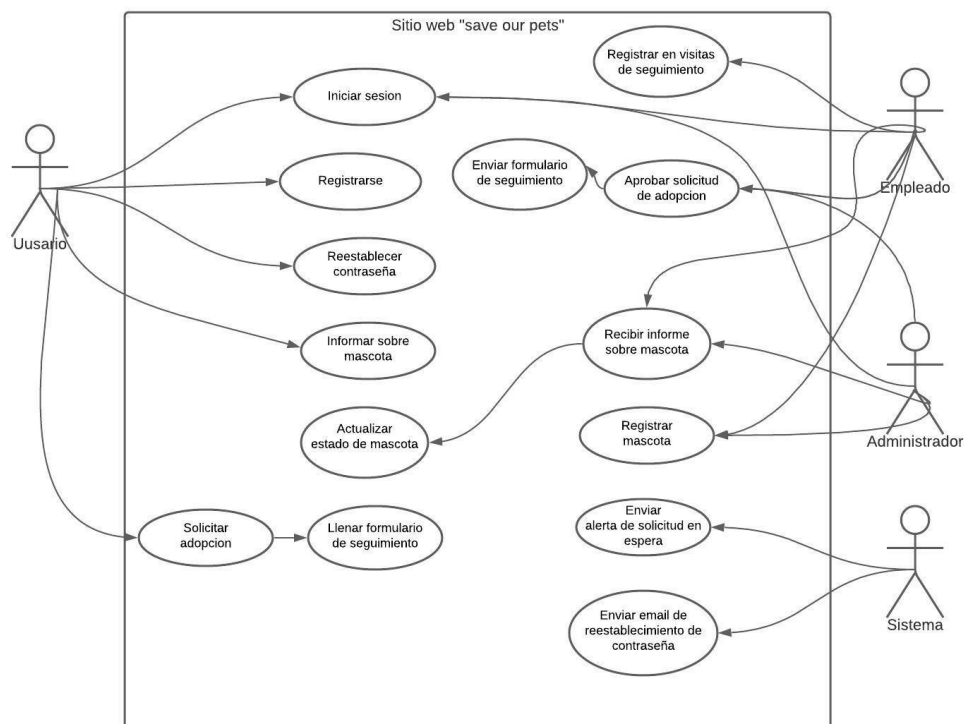 Sitio web "save our pets"
Registrar en visitas
de seguimiento
Iniciar sesion
Enviar formulario
de seguimiento
Aprobar solicitud
de adopcion
Registrarse
Empleado
Uusario
Reestablecer
contraseña
Informar sobre
mascota
Recibir informe
sobre mascota
Actualizar
estado de mascota
Registrar
mascota
Administrador
Solicitar
adopcion
Llenar formulario
de seguimiento
Enviar
alerta de solicitud en
espera
Enviar email de
reestablecimiento de
contraseña
Sistema